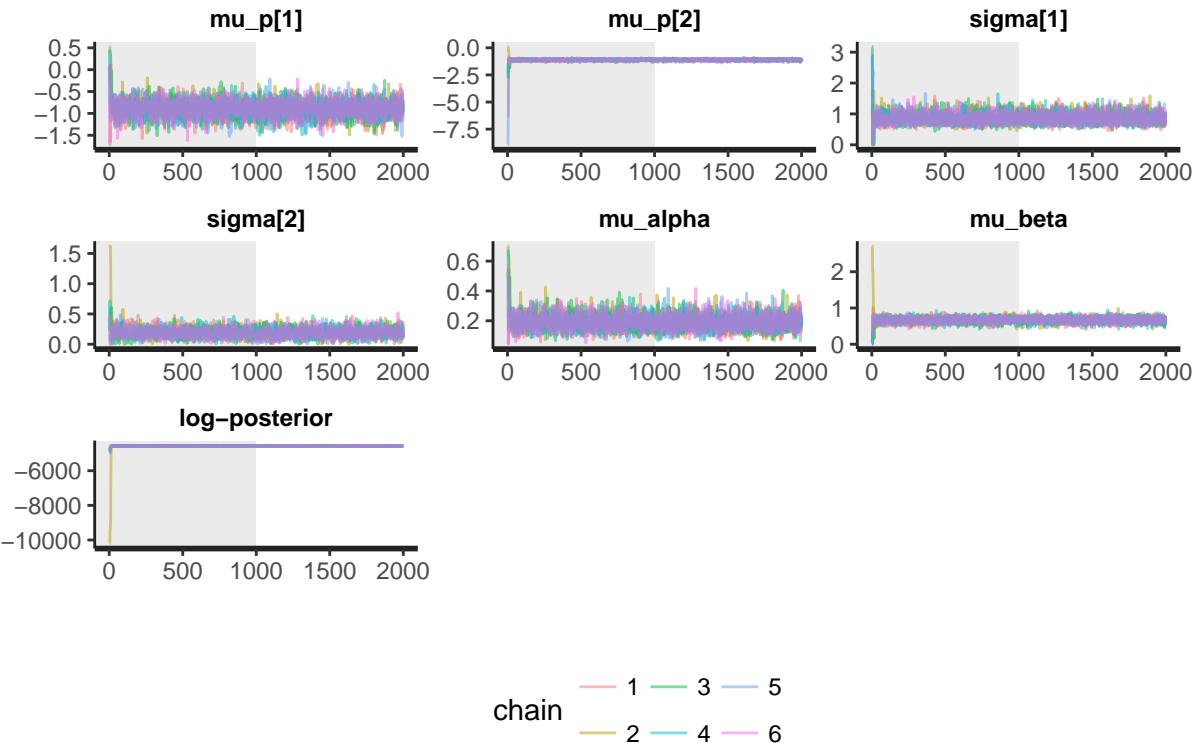 mu_p[1] mu_p[2] sigma[1]
0.5 0.0 −0.5 −1.0 −1.5
0.0 −2.5 −5.0 −7.5
3 2 1 0
0 500 1000 1500 2000
0 500 1000 1500 2000
0 500 1000 1500 2000
sigma[2] mu_alpha mu_beta
1.5 1.0 0.5 0.0
0.6 0.4 0.2
2 1 0
0 500 1000 1500 2000
0 500 1000 1500 2000
0 500 1000 1500 2000
log−posterior
−6000
−8000
−10000
0 500 1000 1500 2000
chain
1 3 5
2 4 6